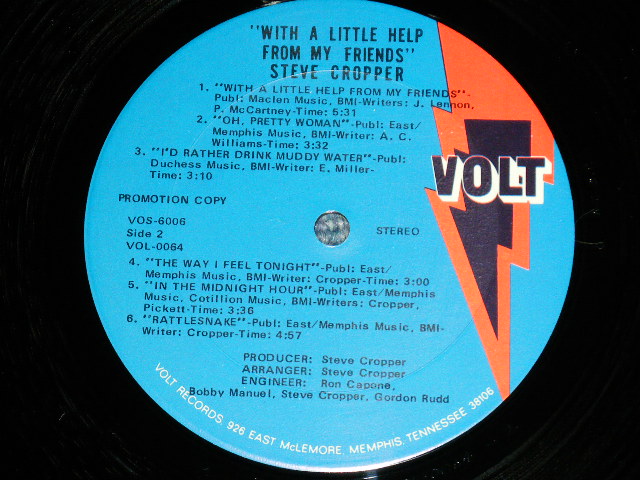 "WITH A LITTLE HELP
FROM MY FRIENDS"
STEVE CROPPER
1. "WITH A LITTLE HELP FROM MY FRIENDS"-
Publ: Maclen Music, BMI-Writers: J. Lennon,
P. McCartney-Time: 5:31
2. "OH, PRETTY WOMAN"-Publ: East/
Memphis Music, BMI-Writer: A. C.
Williams-Time: 3:32
3. "I'D RATHER DRINK MUDDY WATER"-Publ:
Duchess Music, BMI-Writer: E. Miller-
Time: 3:10
VOLT
PROMOTION COPY
VOS-6006
Side 2
VOL-0064
STEREO
4. "THE WAY I FEEL TONIGHT"-Publ: East/
Memphis Music, BMI-Writer: Cropper-Time: 3:00
5. "IN THE MIDNIGHT HOUR"-Publ: East/Memphis
Music, Cotillion Music, BMI-Writers: Cropper,
Pickett-Time: 3:36
6. "RATTLESNAKE"-Publ: East/Memphis Music, BMI-
Writer: Cropper-Time: 4:57
PRODUCER: Steve Cropper
ARRANGER: Steve Cropper
ENGINEER: Ron Capone,
Bobby Manuel, Steve Cropper, Gordon Rudd
VOLT RECORDS, 926 EAST McLEMORE, MEMPHIS, TENNESSEE 38106